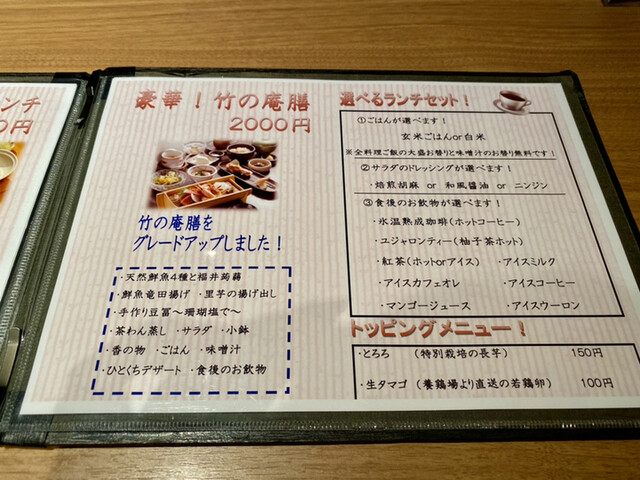 ンチ
0円
豪華！竹の庵膳
2000円
竹の庵膳を
グレードアップしました！
・天然鮮魚４種と福井蒟蒻
・鮮魚竜田揚げ ・里芋の揚げ出し
・手作り豆富～珊瑚塩で～
・茶わん蒸し ・サラダ ・小鉢
・香の物 ・ごはん ・味噌汁
・ひとくちデザート ・食後のお飲物
選べるランチセット！
①ごはんが選べます！
玄米ごはんor白米
※全料理ご飯の大盛お替りと味噌汁のお替り無料です！
②サラダのドレッシングが選べます！
・焙煎胡麻 or 和風醤油 or ニンジン
③食後のお飲物が選べます！
・氷温熟成珈琲（ホットコーヒー）
・ユジャロンティー（柚子茶ホット）
・紅茶（ホットorアイス） ・アイスミルク
・アイスカフェオレ ・アイスコーヒー
・マンゴージュース ・アイスウーロン
トッピングメニュー！
・とろろ （特別栽培の長芋） 150円
・生タマゴ（養鶏場より直送の若鶏卵） 100円